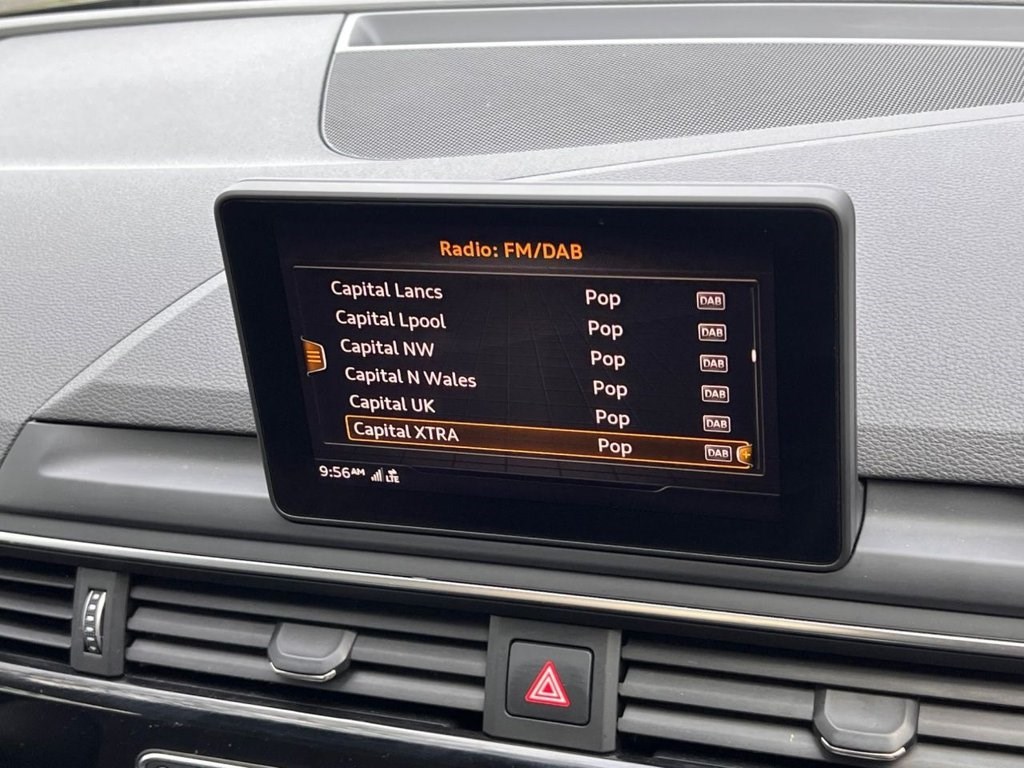 Radio: FM/DAB
Capital Lancs Pop DAB
Capital Lpool Pop DAB
Capital NW Pop DAB
Capital N Wales Pop DAB
Capital UK Pop DAB
Capital XTRA Pop DAB
9:56AM LTE